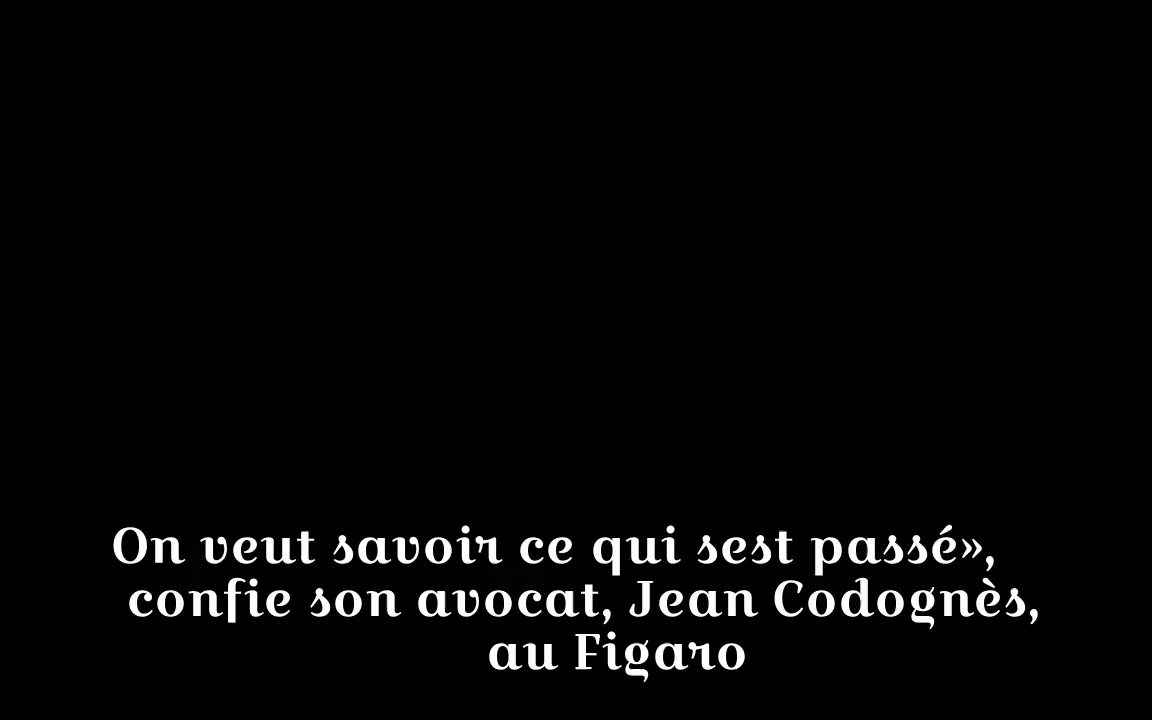 On veut savoir ce qui sest passé»,
confie son avocat, Jean Codognès,
au Figaro